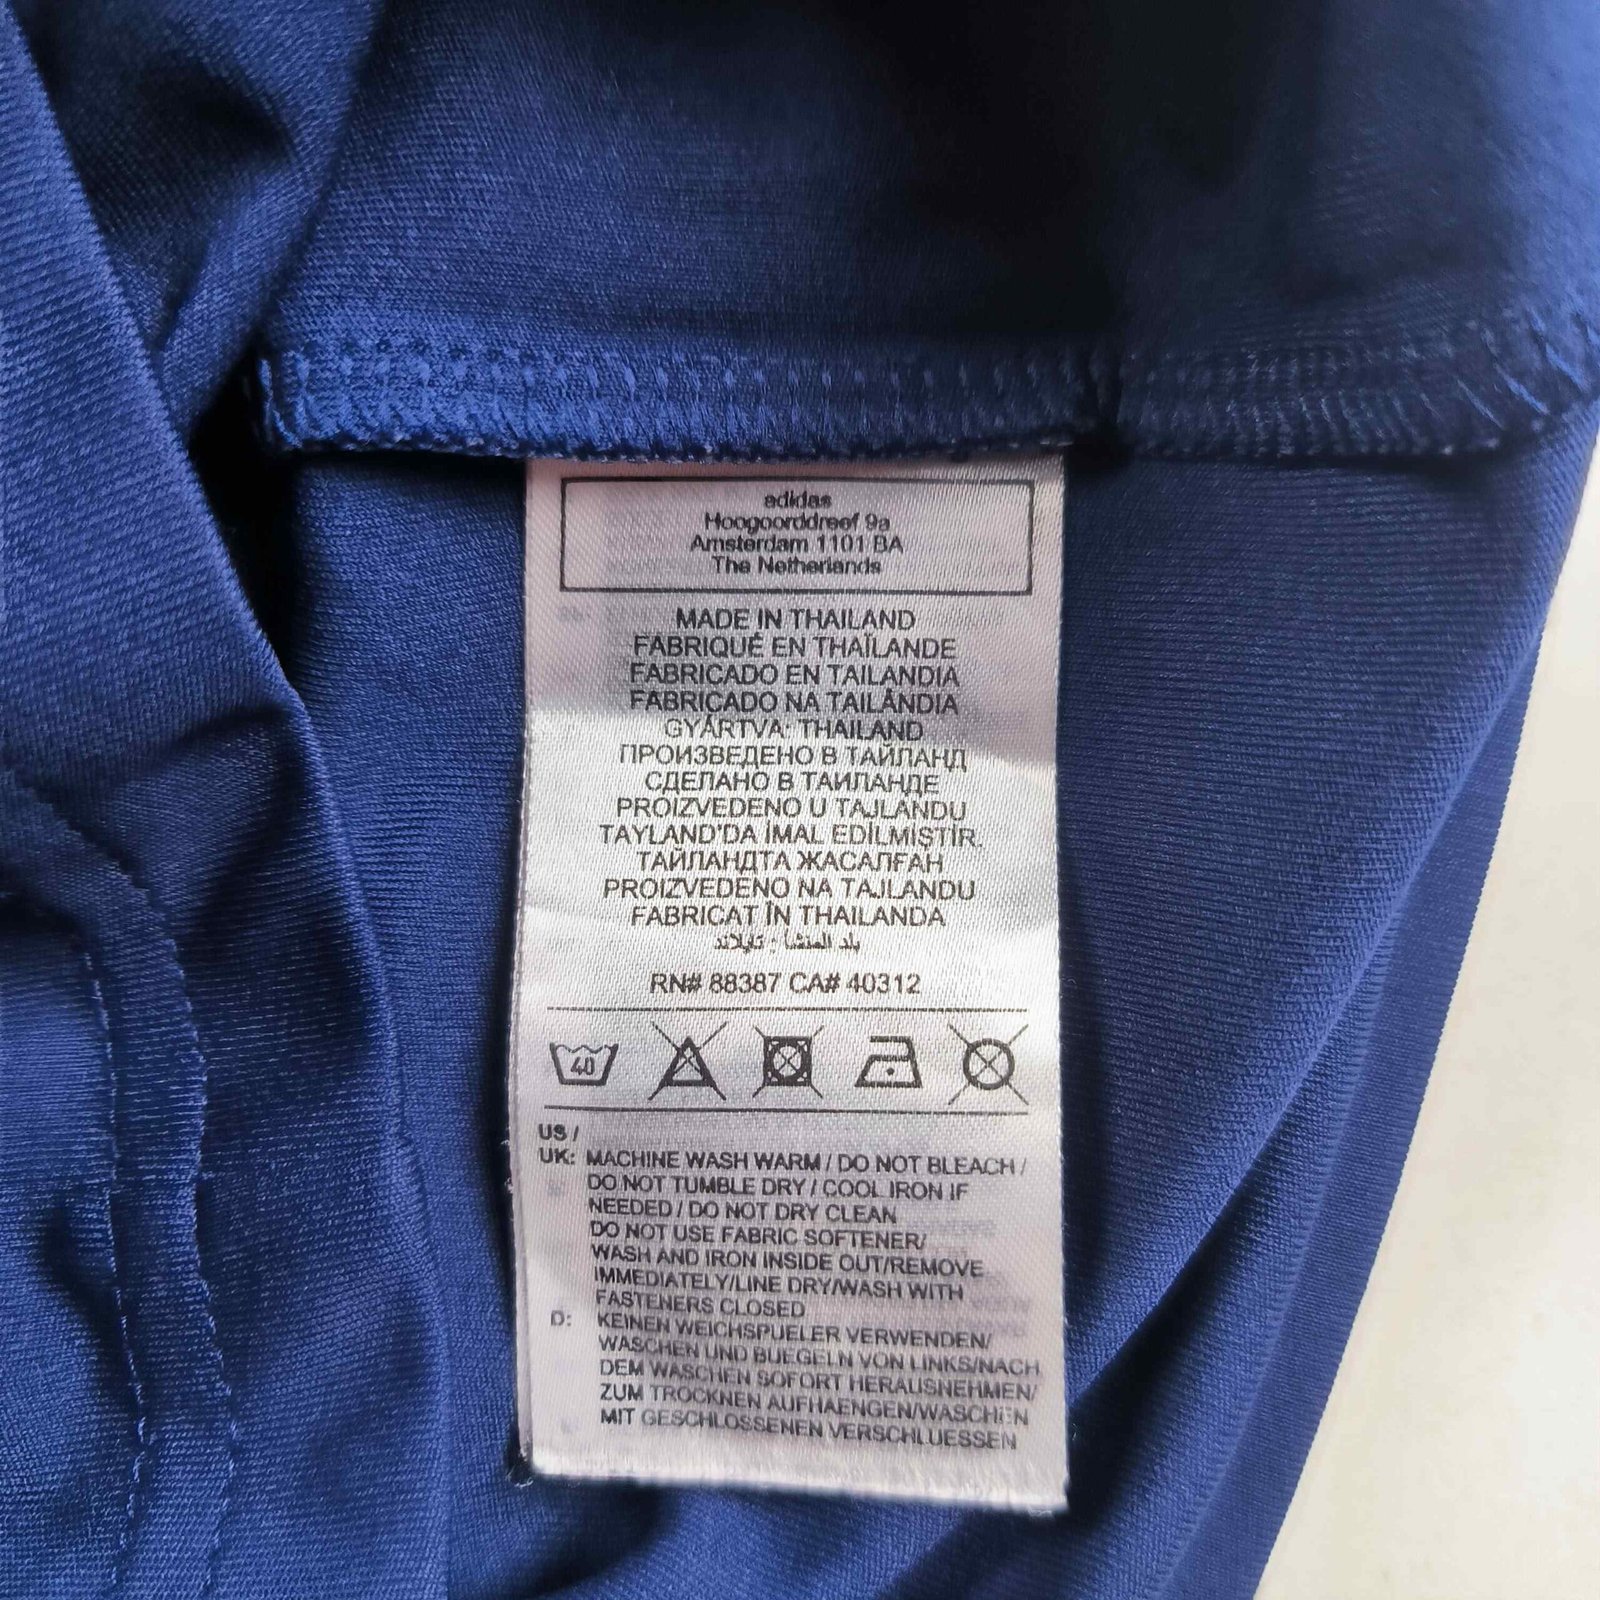 adidas
Hoogoorddreef 9a
Amsterdam 1101 BA
The Netherlands
MADE IN THAILAND
FABRIQUÉ EN THAÏLANDE
FABRICADO EN TAILANDIA
FABRICADO NA TAILÂNDIA
GYÁRTVA: THAILAND
ПРОИЗВЕДЕНО В ТАЙЛАНД
СДЕЛАНО В ТАИЛАНДЕ
PROIZVEDENO U TAJLANDU
TAYLAND'DA İMAL EDİLMİŞTİR.
ТАЙЛАНДТА ЖАСАЛҒАН
PROIZVEDENO NA TAJLANDU
FABRICAT ÎN THAILANDA
بلد المنشأ : تايلاند
RN# 88387 CA# 40312
40
US /
UK: MACHINE WASH WARM / DO NOT BLEACH /
DO NOT TUMBLE DRY / COOL IRON IF
NEEDED / DO NOT DRY CLEAN
DO NOT USE FABRIC SOFTENER/
WASH AND IRON INSIDE OUT/REMOVE
IMMEDIATELY/LINE DRY/WASH WITH
FASTENERS CLOSED
D: KEINEN WEICHSPUELER VERWENDEN/
WASCHEN UND BUEGELN VON LINKS/NACH
DEM WASCHEN SOFORT HERAUSNEHMEN/
ZUM TROCKNEN AUFHAENGEN/WASCHEN
MIT GESCHLOSSENEN VERSCHLUESSEN